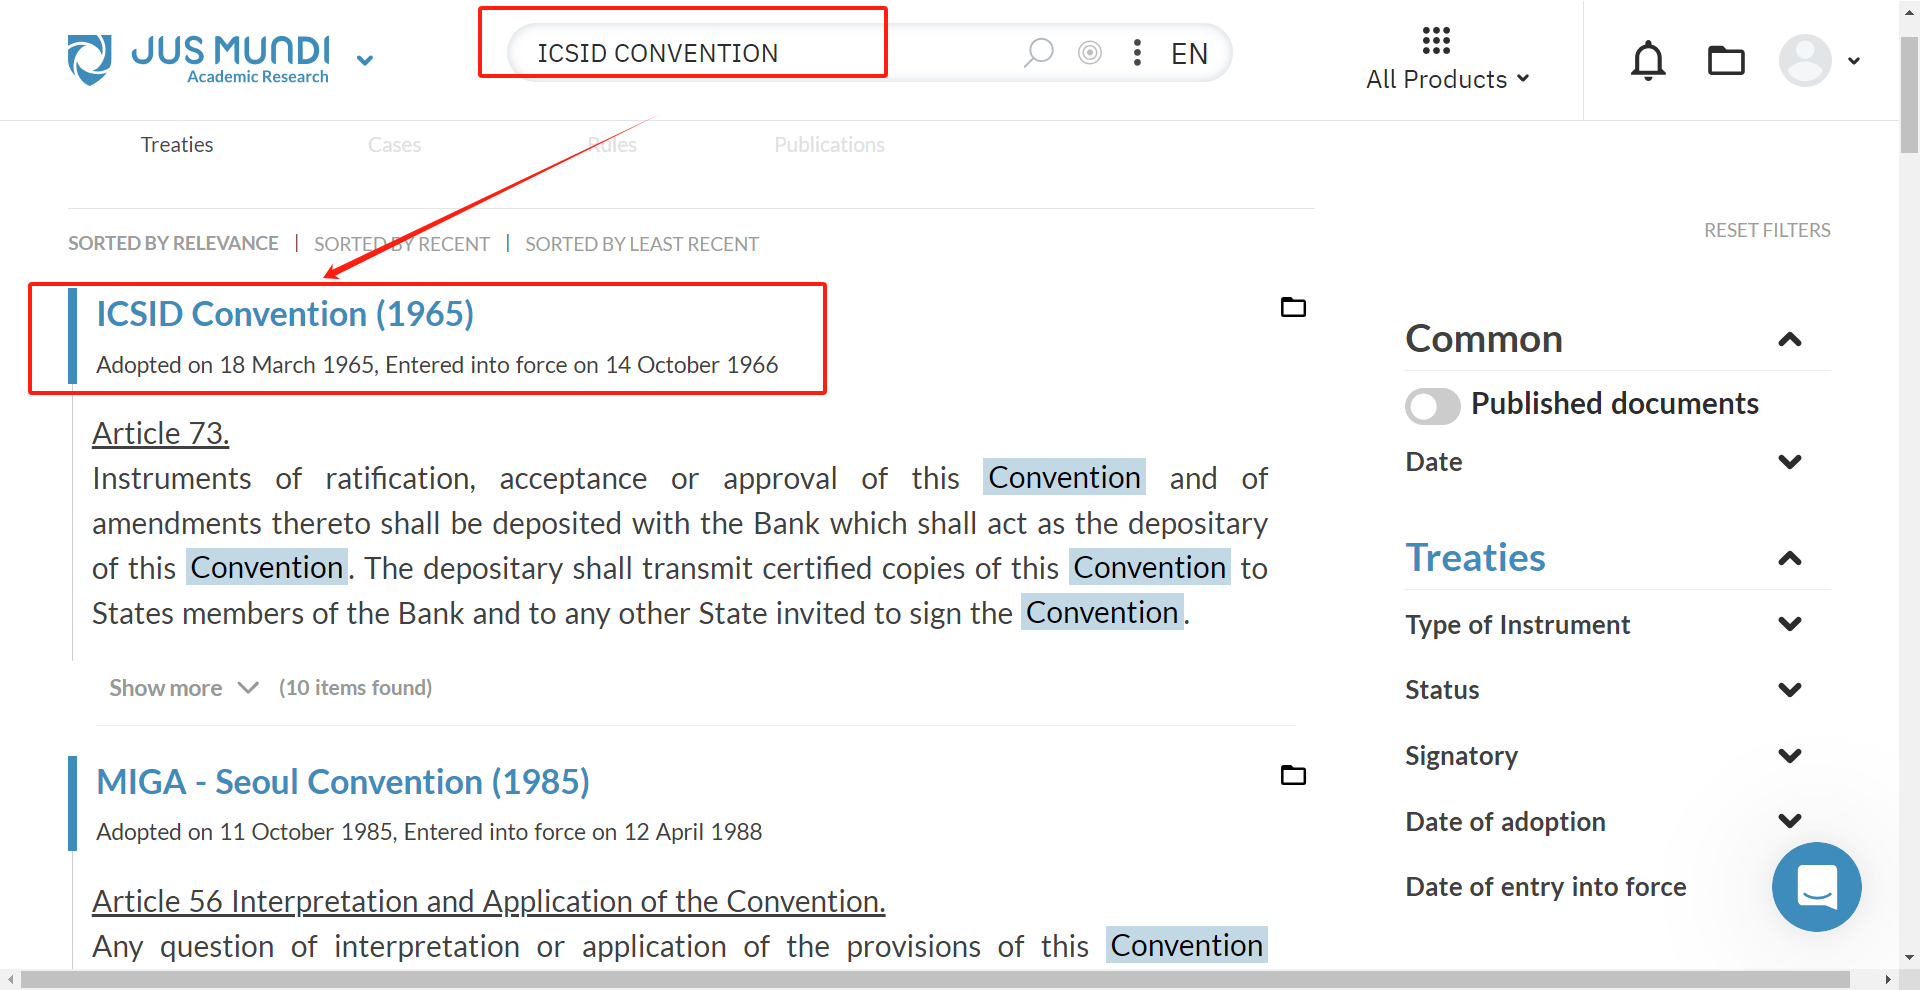 JUS MUNDI
Academic Research
ICSID CONVENTION
EN
All Products
Treaties
Cases
Rules
Publications
SORTED BY RELEVANCE | SORTED BY RECENT | SORTED BY LEAST RECENT
RESET FILTERS
ICSID Convention (1965)
Adopted on 18 March 1965, Entered into force on 14 October 1966
Article 73.
Instruments of ratification, acceptance or approval of this Convention and of
amendments thereto shall be deposited with the Bank which shall act as the depositary
of this Convention. The depositary shall transmit certified copies of this Convention to
States members of the Bank and to any other State invited to sign the Convention.
Show more (10 items found)
MIGA - Seoul Convention (1985)
Adopted on 11 October 1985, Entered into force on 12 April 1988
Article 56 Interpretation and Application of the Convention.
Any question of interpretation or application of the provisions of this Convention
Common
Published documents
Date
Treaties
Type of Instrument
Status
Signatory
Date of adoption
Date of entry into force